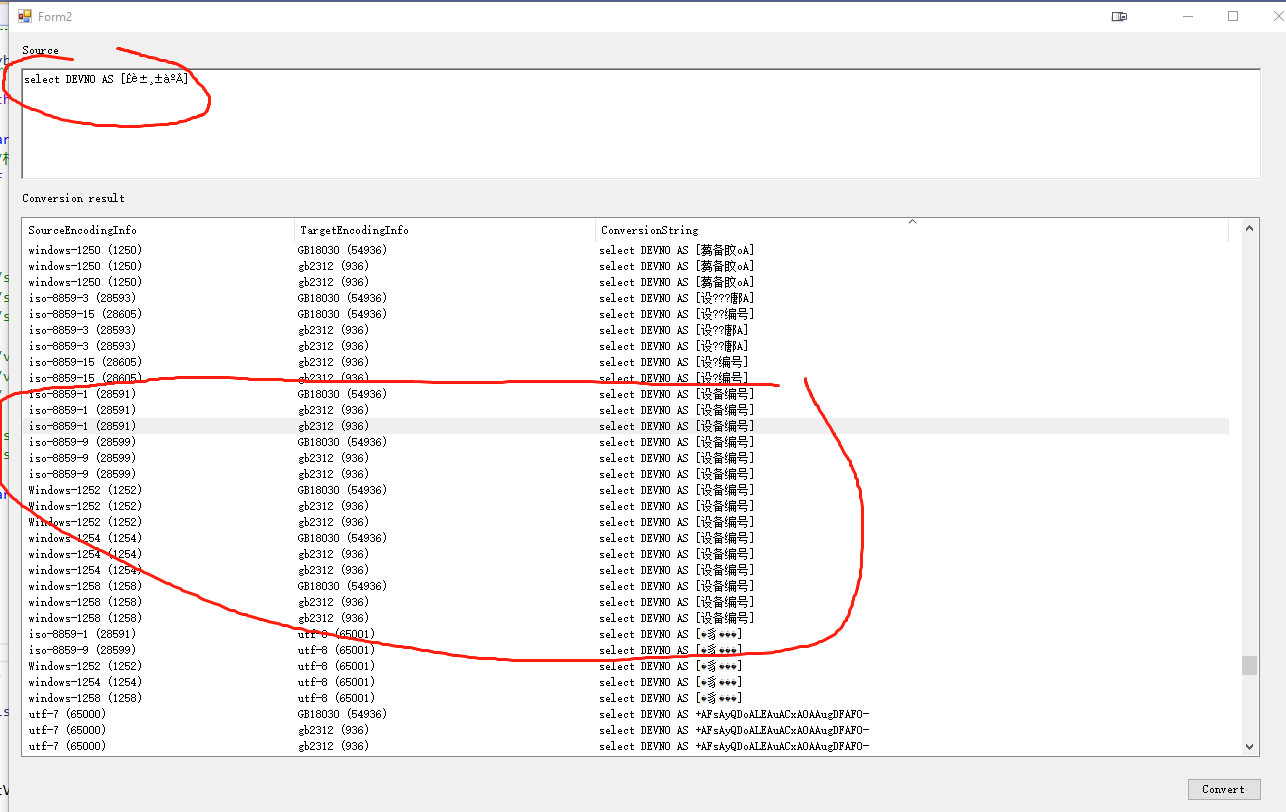 Form2
Source
select DEVNO AS [£è±¸±àºÅ]
Conversion result
SourceEncodingInfo TargetEncodingInfo ConversionString
windows-1250 (1250) GB18030 (54936) select DEVNO AS [蓦备胶oA]
windows-1250 (1250) gb2312 (936) select DEVNO AS [蓦备胶oA]
windows-1250 (1250) gb2312 (936) select DEVNO AS [蓦备胶oA]
iso-8859-3 (28593) GB18030 (54936) select DEVNO AS [设???鄱A]
iso-8859-15 (28605) GB18030 (54936) select DEVNO AS [设??编号]
iso-8859-3 (28593) gb2312 (936) select DEVNO AS [设??鄱A]
iso-8859-3 (28593) gb2312 (936) select DEVNO AS [设??鄱A]
iso-8859-15 (28605) gb2312 (936) select DEVNO AS [设?编号]
iso-8859-15 (28605) gb2312 (936) select DEVNO AS [设?编号]
iso-8859-1 (28591) GB18030 (54936) select DEVNO AS [设备编号]
iso-8859-1 (28591) gb2312 (936) select DEVNO AS [设备编号]
iso-8859-1 (28591) gb2312 (936) select DEVNO AS [设备编号]
iso-8859-9 (28599) GB18030 (54936) select DEVNO AS [设备编号]
iso-8859-9 (28599) gb2312 (936) select DEVNO AS [设备编号]
iso-8859-9 (28599) gb2312 (936) select DEVNO AS [设备编号]
Windows-1252 (1252) GB18030 (54936) select DEVNO AS [设备编号]
Windows-1252 (1252) gb2312 (936) select DEVNO AS [设备编号]
Windows-1252 (1252) gb2312 (936) select DEVNO AS [设备编号]
windows-1254 (1254) GB18030 (54936) select DEVNO AS [设备编号]
windows-1254 (1254) gb2312 (936) select DEVNO AS [设备编号]
windows-1254 (1254) gb2312 (936) select DEVNO AS [设备编号]
windows-1258 (1258) GB18030 (54936) select DEVNO AS [设备编号]
windows-1258 (1258) gb2312 (936) select DEVNO AS [设备编号]
windows-1258 (1258) gb2312 (936) select DEVNO AS [设备编号]
iso-8859-1 (28591) utf-8 (65001) select DEVNO AS [�豸���]
iso-8859-9 (28599) utf-8 (65001) select DEVNO AS [�豸���]
Windows-1252 (1252) utf-8 (65001) select DEVNO AS [�豸���]
windows-1254 (1254) utf-8 (65001) select DEVNO AS [�豸���]
windows-1258 (1258) utf-8 (65001) select DEVNO AS [�豸���]
utf-7 (65000) GB18030 (54936) select DEVNO AS +AFsAyQDoALEAuACxAOAAugDFAF0-
utf-7 (65000) gb2312 (936) select DEVNO AS +AFsAyQDoALEAuACxAOAAugDFAF0-
utf-7 (65000) gb2312 (936) select DEVNO AS +AFsAyQDoALEAuACxAOAAugDFAF0-
Convert